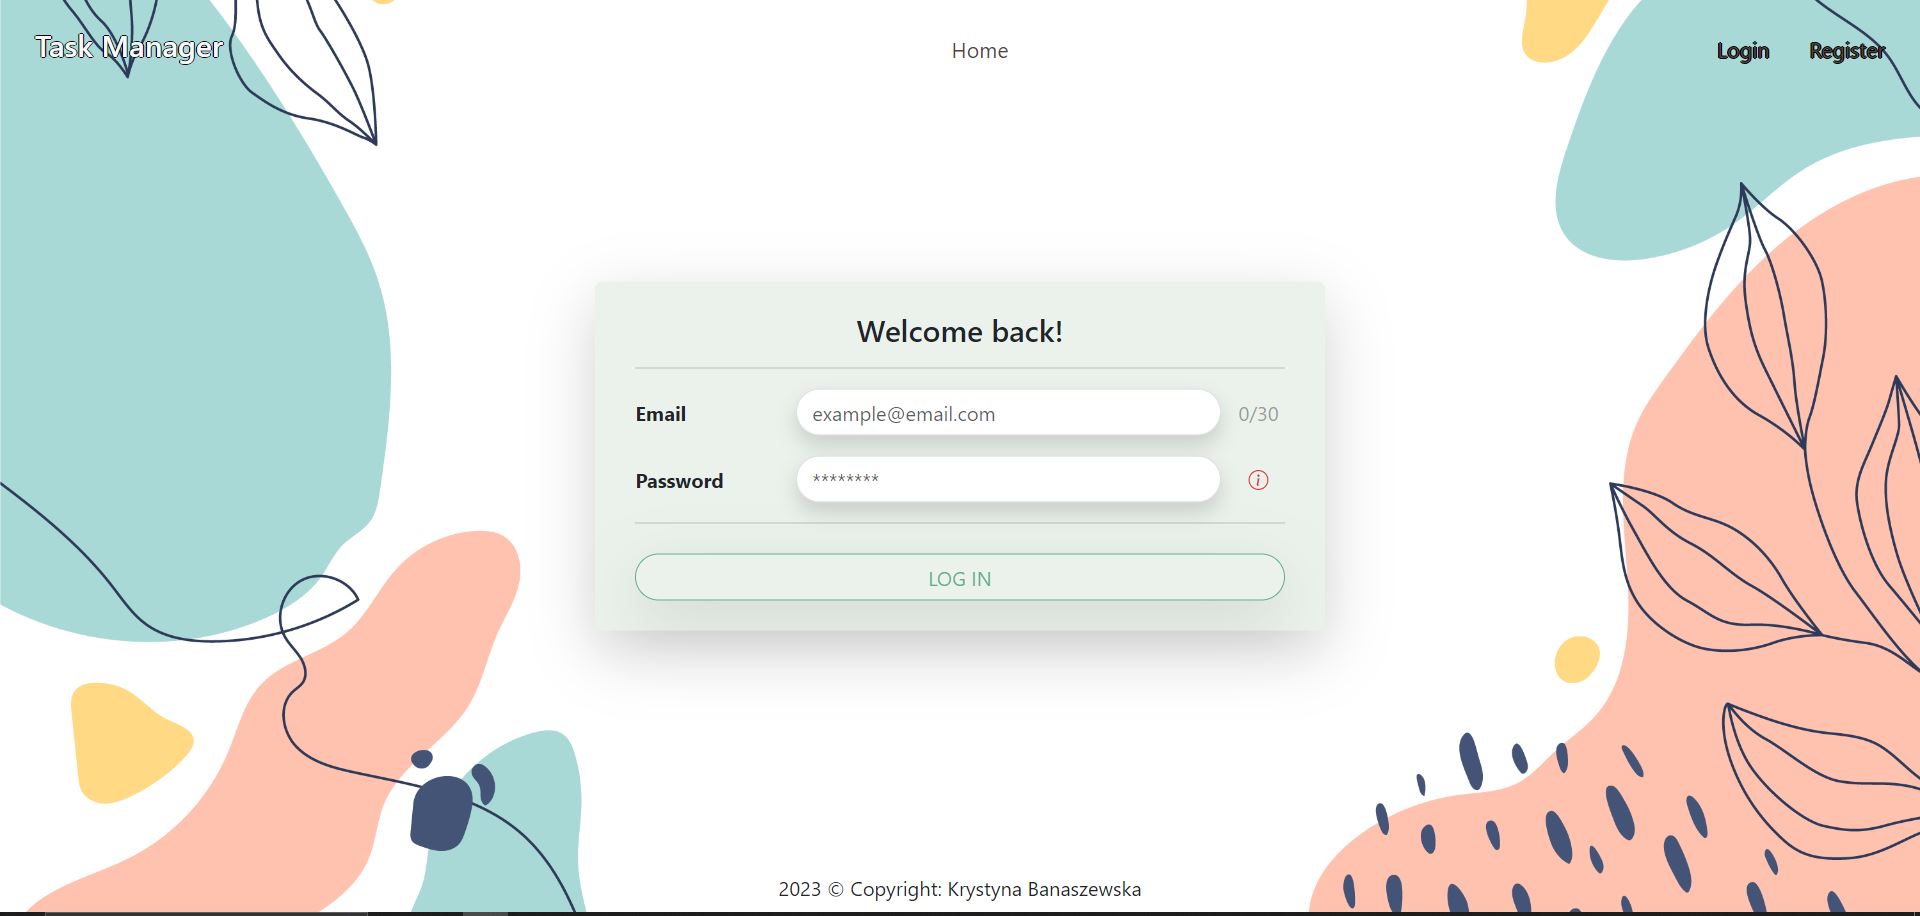 Task Manager
Home
Login
Register
Welcome back!
Email
example@email.com
0/30
Password
********
i
LOG IN
2023 © Copyright: Krystyna Banaszewska